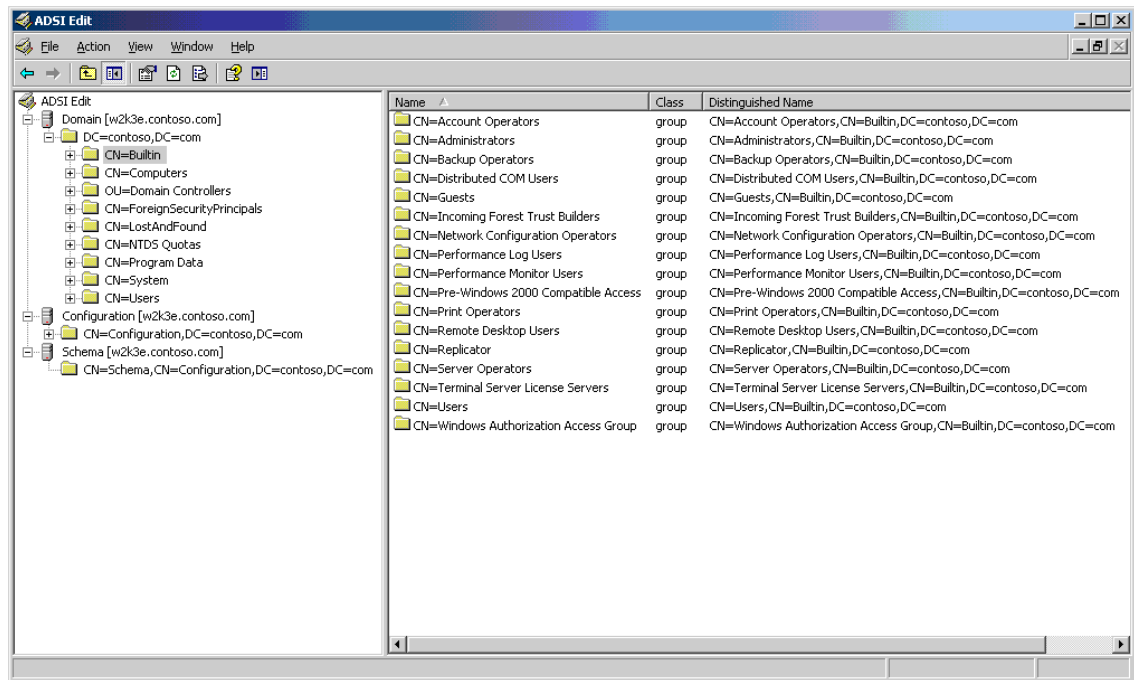 ADSI Edit
File Action View Window Help
ADSI Edit
Domain [w2k3e.contoso.com]
DC=contoso,DC=com
CN=Builtin
CN=Computers
OU=Domain Controllers
CN=ForeignSecurityPrincipals
CN=LostAndFound
CN=NTDS Quotas
CN=Program Data
CN=System
CN=Users
Configuration [w2k3e.contoso.com]
CN=Configuration,DC=contoso,DC=com
Schema [w2k3e.contoso.com]
CN=Schema,CN=Configuration,DC=contoso,DC=com
Name Class Distinguished Name
CN=Account Operators group CN=Account Operators,CN=Builtin,DC=contoso,DC=com
CN=Administrators group CN=Administrators,CN=Builtin,DC=contoso,DC=com
CN=Backup Operators group CN=Backup Operators,CN=Builtin,DC=contoso,DC=com
CN=Distributed COM Users group CN=Distributed COM Users,CN=Builtin,DC=contoso,DC=com
CN=Guests group CN=Guests,CN=Builtin,DC=contoso,DC=com
CN=Incoming Forest Trust Builders group CN=Incoming Forest Trust Builders,CN=Builtin,DC=contoso,DC=com
CN=Network Configuration Operators group CN=Network Configuration Operators,CN=Builtin,DC=contoso,DC=com
CN=Performance Log Users group CN=Performance Log Users,CN=Builtin,DC=contoso,DC=com
CN=Performance Monitor Users group CN=Performance Monitor Users,CN=Builtin,DC=contoso,DC=com
CN=Pre-Windows 2000 Compatible Access group CN=Pre-Windows 2000 Compatible Access,CN=Builtin,DC=contoso,DC=com
CN=Print Operators group CN=Print Operators,CN=Builtin,DC=contoso,DC=com
CN=Remote Desktop Users group CN=Remote Desktop Users,CN=Builtin,DC=contoso,DC=com
CN=Replicator group CN=Replicator,CN=Builtin,DC=contoso,DC=com
CN=Server Operators group CN=Server Operators,CN=Builtin,DC=contoso,DC=com
CN=Terminal Server License Servers group CN=Terminal Server License Servers,CN=Builtin,DC=contoso,DC=com
CN=Users group CN=Users,CN=Builtin,DC=contoso,DC=com
CN=Windows Authorization Access Group group CN=Windows Authorization Access Group,CN=Builtin,DC=contoso,DC=com